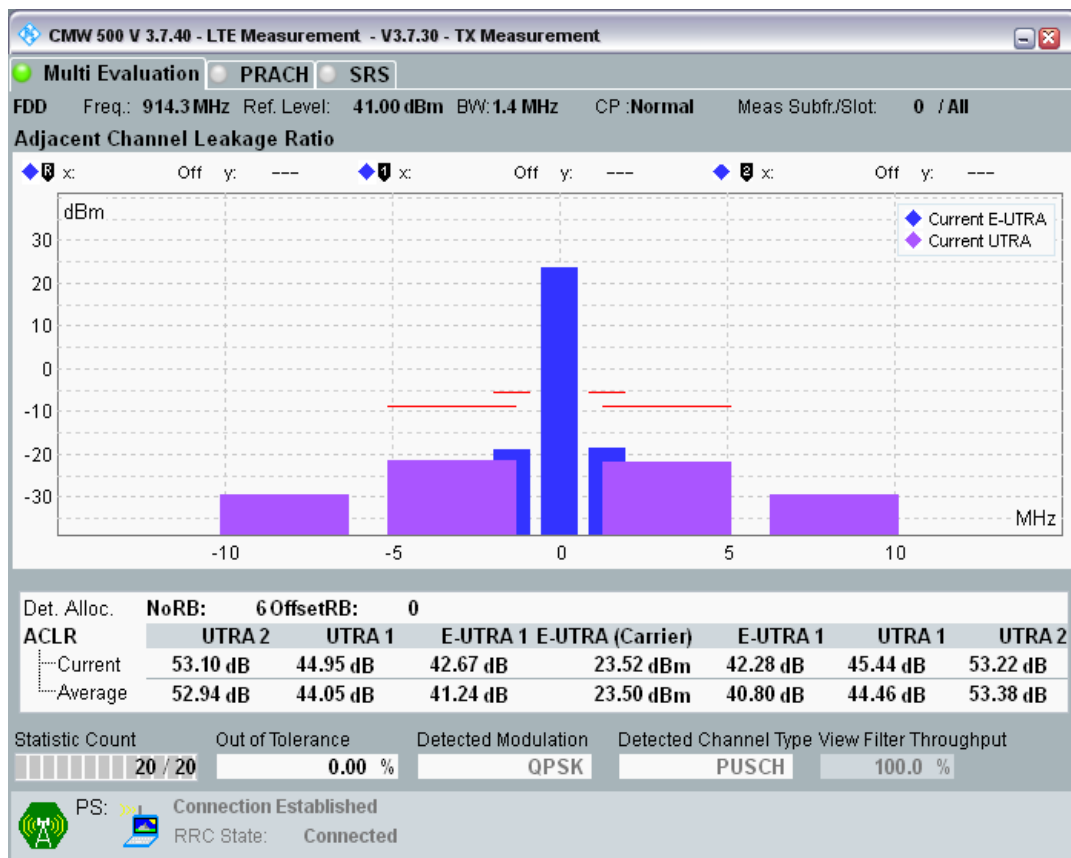 CMW 500 V 3.7.40 - LTE Measurement - V3.7.30 - TX Measurement
Multi Evaluation PRACH SRS
FDD Freq.: 914.3 MHz Ref. Level: 41.00 dBm BW: 1.4 MHz CP :Normal Meas Subfr./Slot: 0 / All
Adjacent Channel Leakage Ratio
R x: Off y: --- 1 x: Off y: --- 2 x: Off y: ---
dBm
Current E-UTRA
Current UTRA
30
20
10
0
-10
-20
-30
MHz
-10 -5 0 5 10
Det. Alloc. NoRB: 6 OffsetRB: 0
ACLR UTRA 2 UTRA 1 E-UTRA 1 E-UTRA (Carrier) E-UTRA 1 UTRA 1 UTRA 2
Current 53.10 dB 44.95 dB 42.67 dB 23.52 dBm 42.28 dB 45.44 dB 53.22 dB
Average 52.94 dB 44.05 dB 41.24 dB 23.50 dBm 40.80 dB 44.46 dB 53.38 dB
Statistic Count Out of Tolerance Detected Modulation Detected Channel Type View Filter Throughput
20 / 20 0.00 % QPSK PUSCH 100.0 %
PS: Connection Established
RRC State: Connected